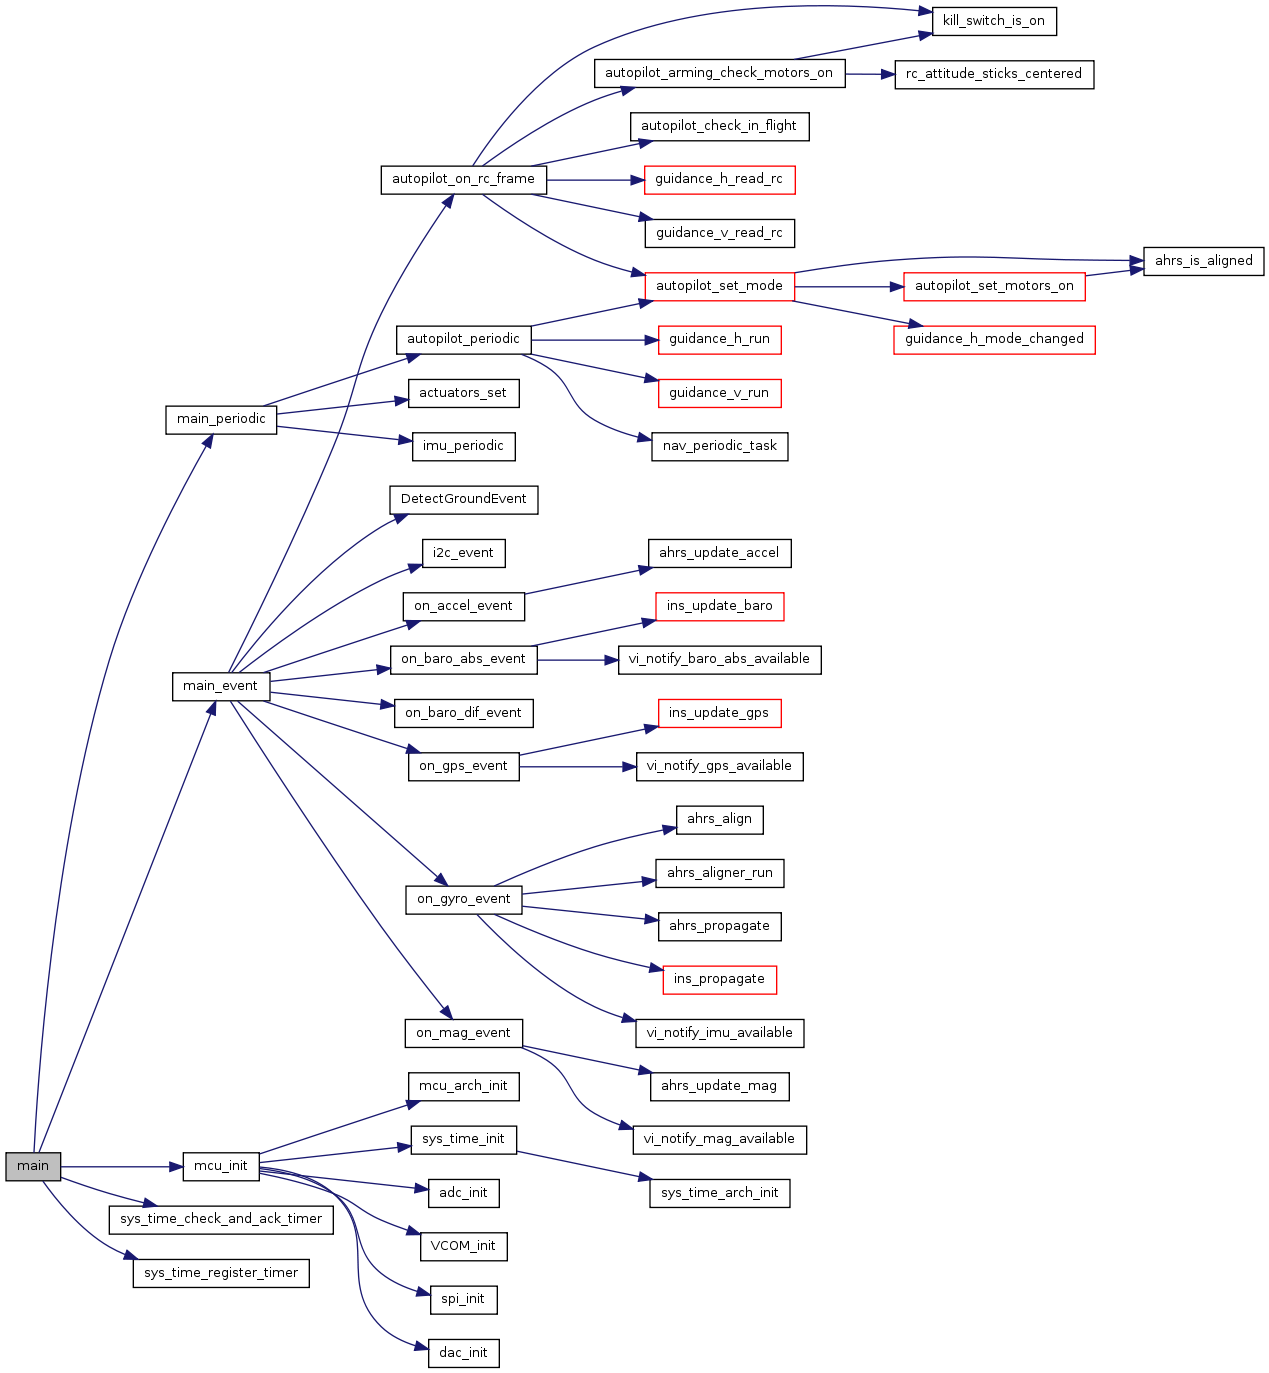 kill_switch_is_on
autopilot_arming_check_motors_on
rc_attitude_sticks_centered
autopilot_check_in_flight
autopilot_on_rc_frame
guidance_h_read_rc
guidance_v_read_rc
ahrs_is_aligned
autopilot_set_mode
autopilot_set_motors_on
autopilot_periodic
guidance_h_run
guidance_h_mode_changed
actuators_set
guidance_v_run
main_periodic
imu_periodic
nav_periodic_task
DetectGroundEvent
i2c_event
ahrs_update_accel
on_accel_event
ins_update_baro
on_baro_abs_event
vi_notify_baro_abs_available
main_event
on_baro_dif_event
ins_update_gps
on_gps_event
vi_notify_gps_available
ahrs_align
ahrs_aligner_run
on_gyro_event
ahrs_propagate
ins_propagate
on_mag_event
vi_notify_imu_available
mcu_arch_init
ahrs_update_mag
sys_time_init
vi_notify_mag_available
main
mcu_init
adc_init
sys_time_arch_init
sys_time_check_and_ack_timer
VCOM_init
sys_time_register_timer
spi_init
dac_init